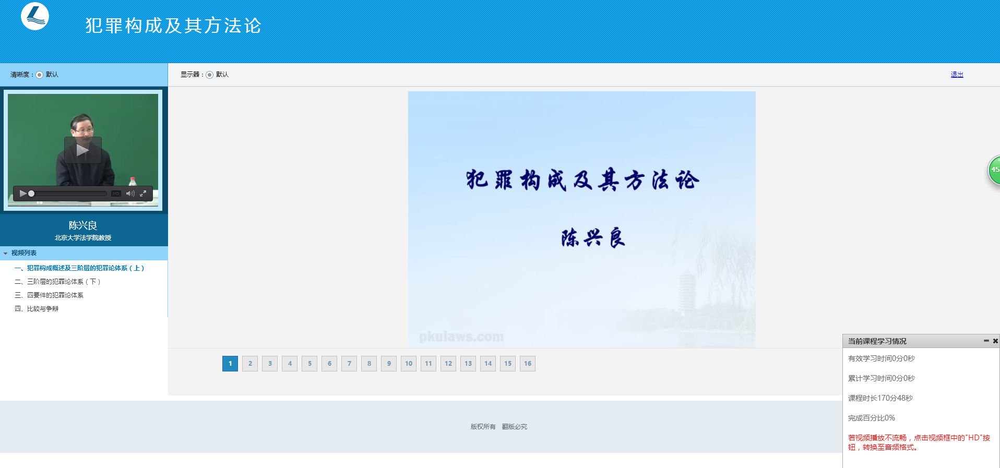 犯罪构成及其方法论
清晰度：默认
显示器：默认
退出
HD
陈兴良
北京大学法学院教授
视频列表
一、犯罪构成概述及三阶层的犯罪论体系（上）
二、三阶层的犯罪论体系（下）
三、四要件的犯罪论体系
四、比较与争辩
犯罪构成及其方法论
陈兴良
pkulaws.com
1 2 3 4 5 6 7 8 9 10 11 12 13 14 15 16
45
当前课程学习情况
有效学习时间0分0秒
累计学习时间0分0秒
课程时长170分48秒
完成百分比0%
若视频播放不流畅，点击视频框中的"HD"按
钮，转换至音频格式。
版权所有 翻版必究